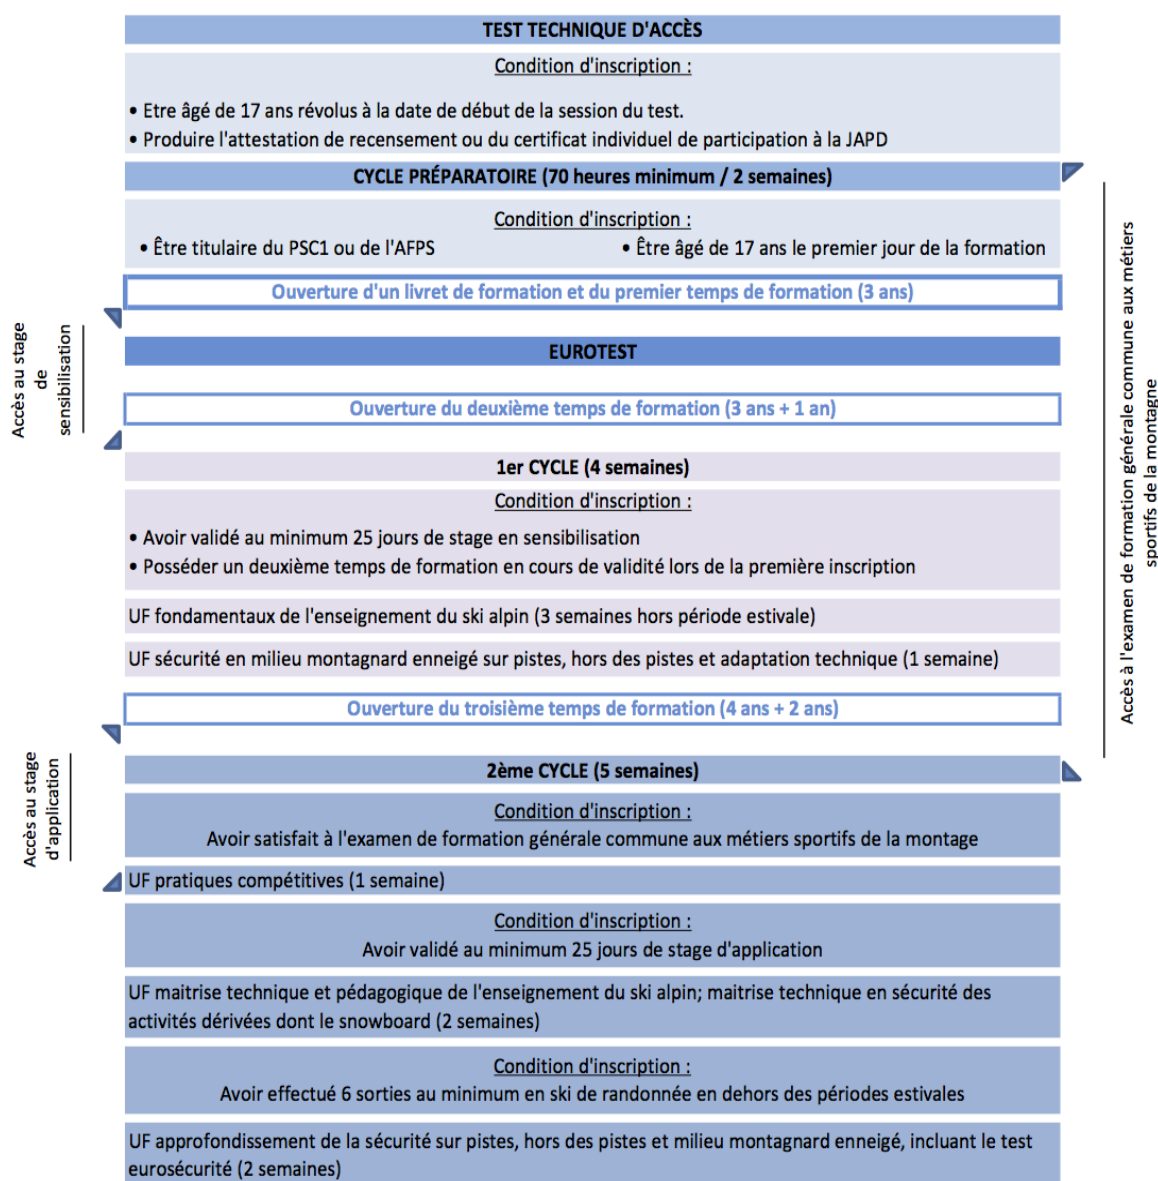 TEST TECHNIQUE D'ACCÈS
Condition d'inscription :
• Etre âgé de 17 ans révolus à la date de début de la session du test.
• Produire l'attestation de recensement ou du certificat individuel de participation à la JAPD
CYCLE PRÉPARATOIRE (70 heures minimum / 2 semaines)
Condition d'inscription :
• Être titulaire du PSC1 ou de l'AFPS
• Être âgé de 17 ans le premier jour de la formation
Ouverture d'un livret de formation et du premier temps de formation (3 ans)
Accès au stage
de
sensibilisation
EUROTEST
Ouverture du deuxième temps de formation (3 ans + 1 an)
1er CYCLE (4 semaines)
Condition d'inscription :
• Avoir validé au minimum 25 jours de stage en sensibilisation
• Posséder un deuxième temps de formation en cours de validité lors de la première inscription
UF fondamentaux de l'enseignement du ski alpin (3 semaines hors période estivale)
UF sécurité en milieu montagnard enneigé sur pistes, hors des pistes et adaptation technique (1 semaine)
Ouverture du troisième temps de formation (4 ans + 2 ans)
Accès à l'examen de formation générale commune aux métiers
sportifs de la montagne
Accès au stage
d'application
2ème CYCLE (5 semaines)
Condition d'inscription :
Avoir satisfait à l'examen de formation générale commune aux métiers sportifs de la montage
UF pratiques compétitives (1 semaine)
Condition d'inscription :
Avoir validé au minimum 25 jours de stage d'application
UF maitrise technique et pédagogique de l'enseignement du ski alpin; maitrise technique en sécurité des
activités dérivées dont le snowboard (2 semaines)
Condition d'inscription :
Avoir effectué 6 sorties au minimum en ski de randonnée en dehors des périodes estivales
UF approfondissement de la sécurité sur pistes, hors des pistes et milieu montagnard enneigé, incluant le test
eurosécurité (2 semaines)